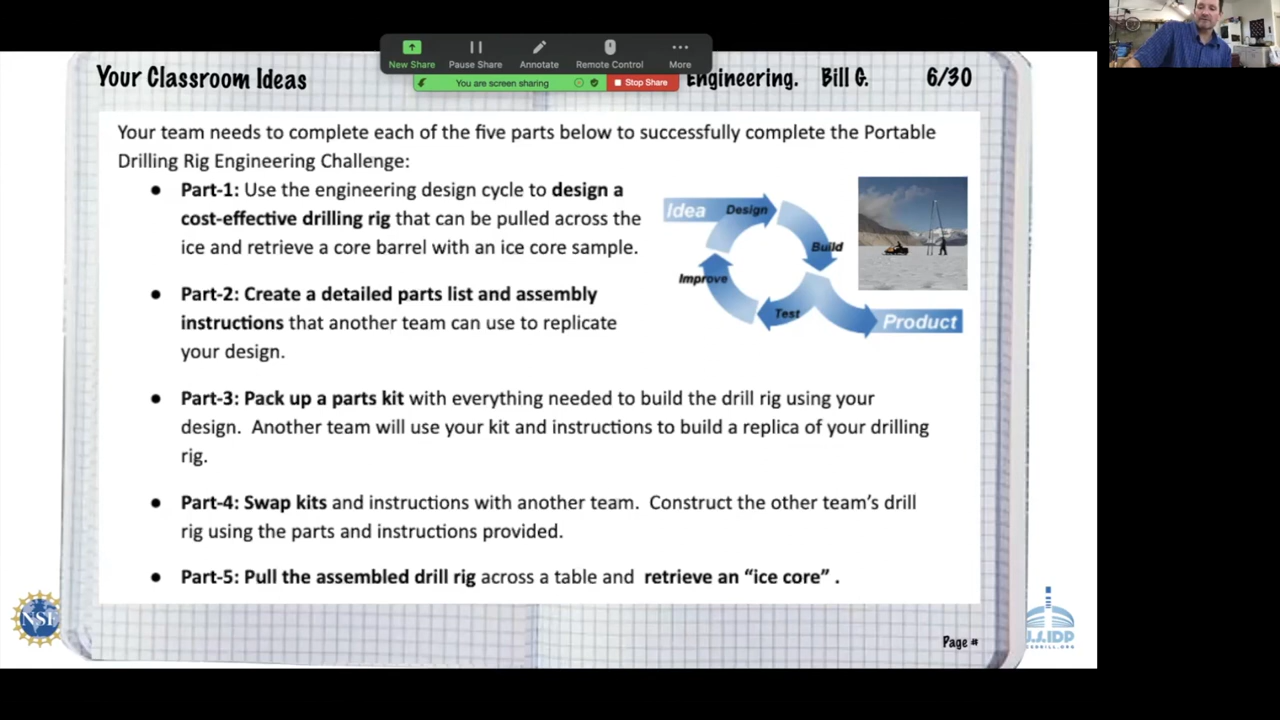 New Share
Pause Share
Annotate
Remote Control
More
You are screen sharing
Stop Share
Your Classroom Ideas
Engineering. Bill G. 6/30
Your team needs to complete each of the five parts below to successfully complete the Portable
Drilling Rig Engineering Challenge:
● Part-1: Use the engineering design cycle to design a
cost-effective drilling rig that can be pulled across the
ice and retrieve a core barrel with an ice core sample.
Idea
Design
Build
Improve
Test
Product
● Part-2: Create a detailed parts list and assembly
instructions that another team can use to replicate
your design.
● Part-3: Pack up a parts kit with everything needed to build the drill rig using your
design. Another team will use your kit and instructions to build a replica of your drilling
rig.
● Part-4: Swap kits and instructions with another team. Construct the other team's drill
rig using the parts and instructions provided.
● Part-5: Pull the assembled drill rig across a table and retrieve an "ice core" .
Page #
NSF